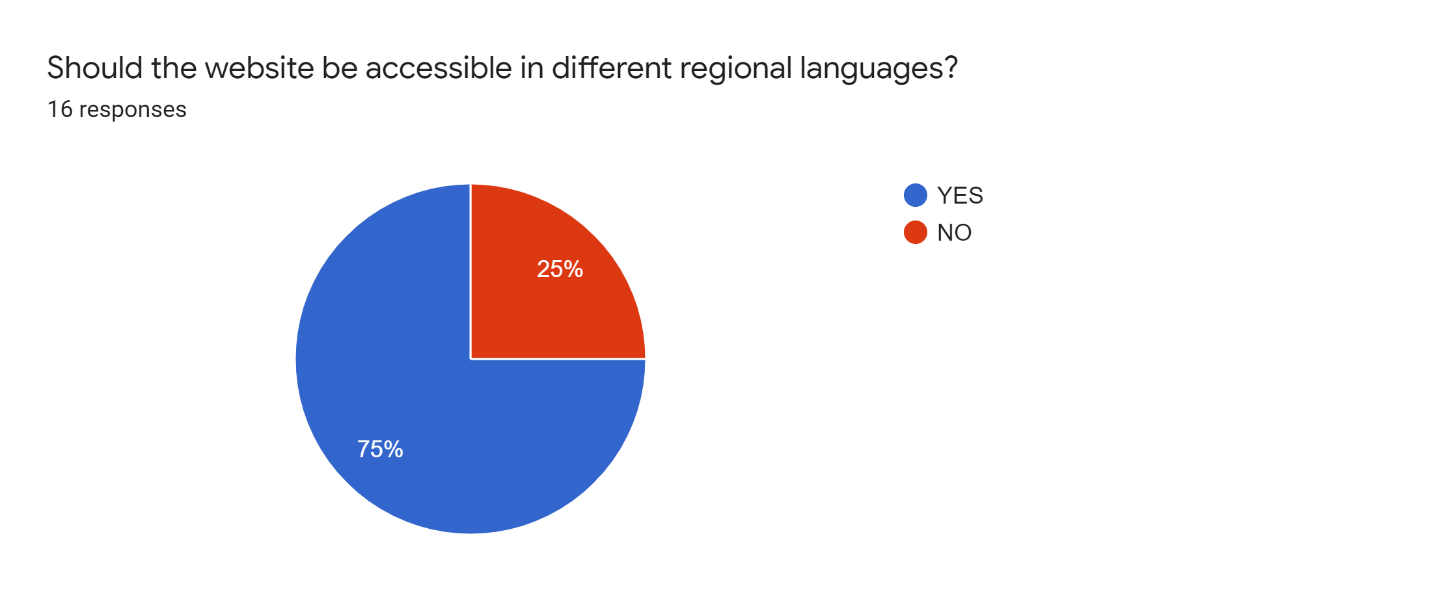 Should the website be accessible in different regional languages?
16 responses
YES
NO
25%
75%